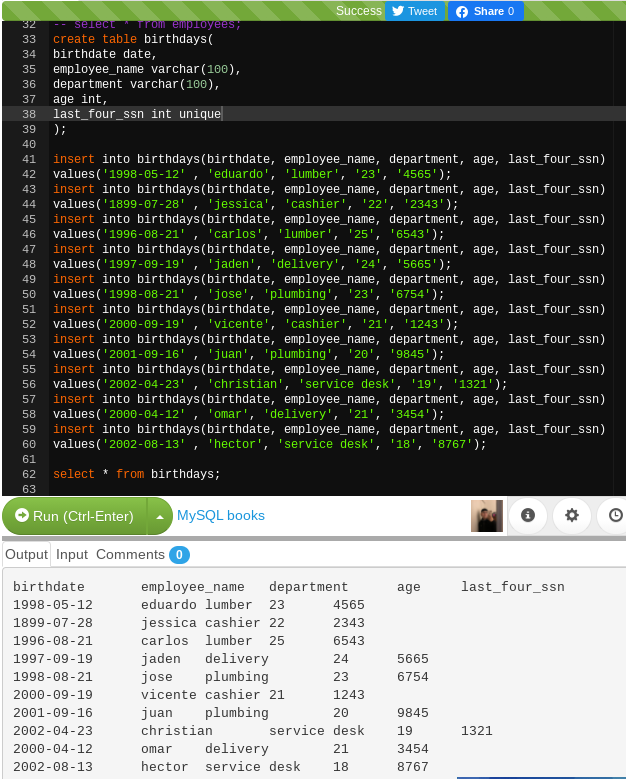 Success Tweet Share 0
32 -- select * from employees;
33 create table birthdays(
34 birthdate date,
35 employee_name varchar(100),
36 department varchar(100),
37 age int,
38 last_four_ssn int unique
39 );
40
41 insert into birthdays(birthdate, employee_name, department, age, last_four_ssn)
42 values('1998-05-12' , 'eduardo', 'lumber', '23', '4565');
43 insert into birthdays(birthdate, employee_name, department, age, last_four_ssn)
44 values('1899-07-28' , 'jessica', 'cashier', '22', '2343');
45 insert into birthdays(birthdate, employee_name, department, age, last_four_ssn)
46 values('1996-08-21' , 'carlos', 'lumber', '25', '6543');
47 insert into birthdays(birthdate, employee_name, department, age, last_four_ssn)
48 values('1997-09-19' , 'jaden', 'delivery', '24', '5665');
49 insert into birthdays(birthdate, employee_name, department, age, last_four_ssn)
50 values('1998-08-21' , 'jose', 'plumbing', '23', '6754');
51 insert into birthdays(birthdate, employee_name, department, age, last_four_ssn)
52 values('2000-09-19' , 'vicente', 'cashier', '21', '1243');
53 insert into birthdays(birthdate, employee_name, department, age, last_four_ssn)
54 values('2001-09-16' , 'juan', 'plumbing', '20', '9845');
55 insert into birthdays(birthdate, employee_name, department, age, last_four_ssn)
56 values('2002-04-23' , 'christian', 'service desk', '19', '1321');
57 insert into birthdays(birthdate, employee_name, department, age, last_four_ssn)
58 values('2000-04-12' , 'omar', 'delivery', '21', '3454');
59 insert into birthdays(birthdate, employee_name, department, age, last_four_ssn)
60 values('2002-08-13' , 'hector', 'service desk', '18', '8767');
61
62 select * from birthdays;
63
Run (Ctrl-Enter) MySQL books
Output Input Comments 0
birthdate employee_name department age last_four_ssn
1998-05-12 eduardo lumber 23 4565
1899-07-28 jessica cashier 22 2343
1996-08-21 carlos lumber 25 6543
1997-09-19 jaden delivery 24 5665
1998-08-21 jose plumbing 23 6754
2000-09-19 vicente cashier 21 1243
2001-09-16 juan plumbing 20 9845
2002-04-23 christian service desk 19 1321
2000-04-12 omar delivery 21 3454
2002-08-13 hector service desk 18 8767